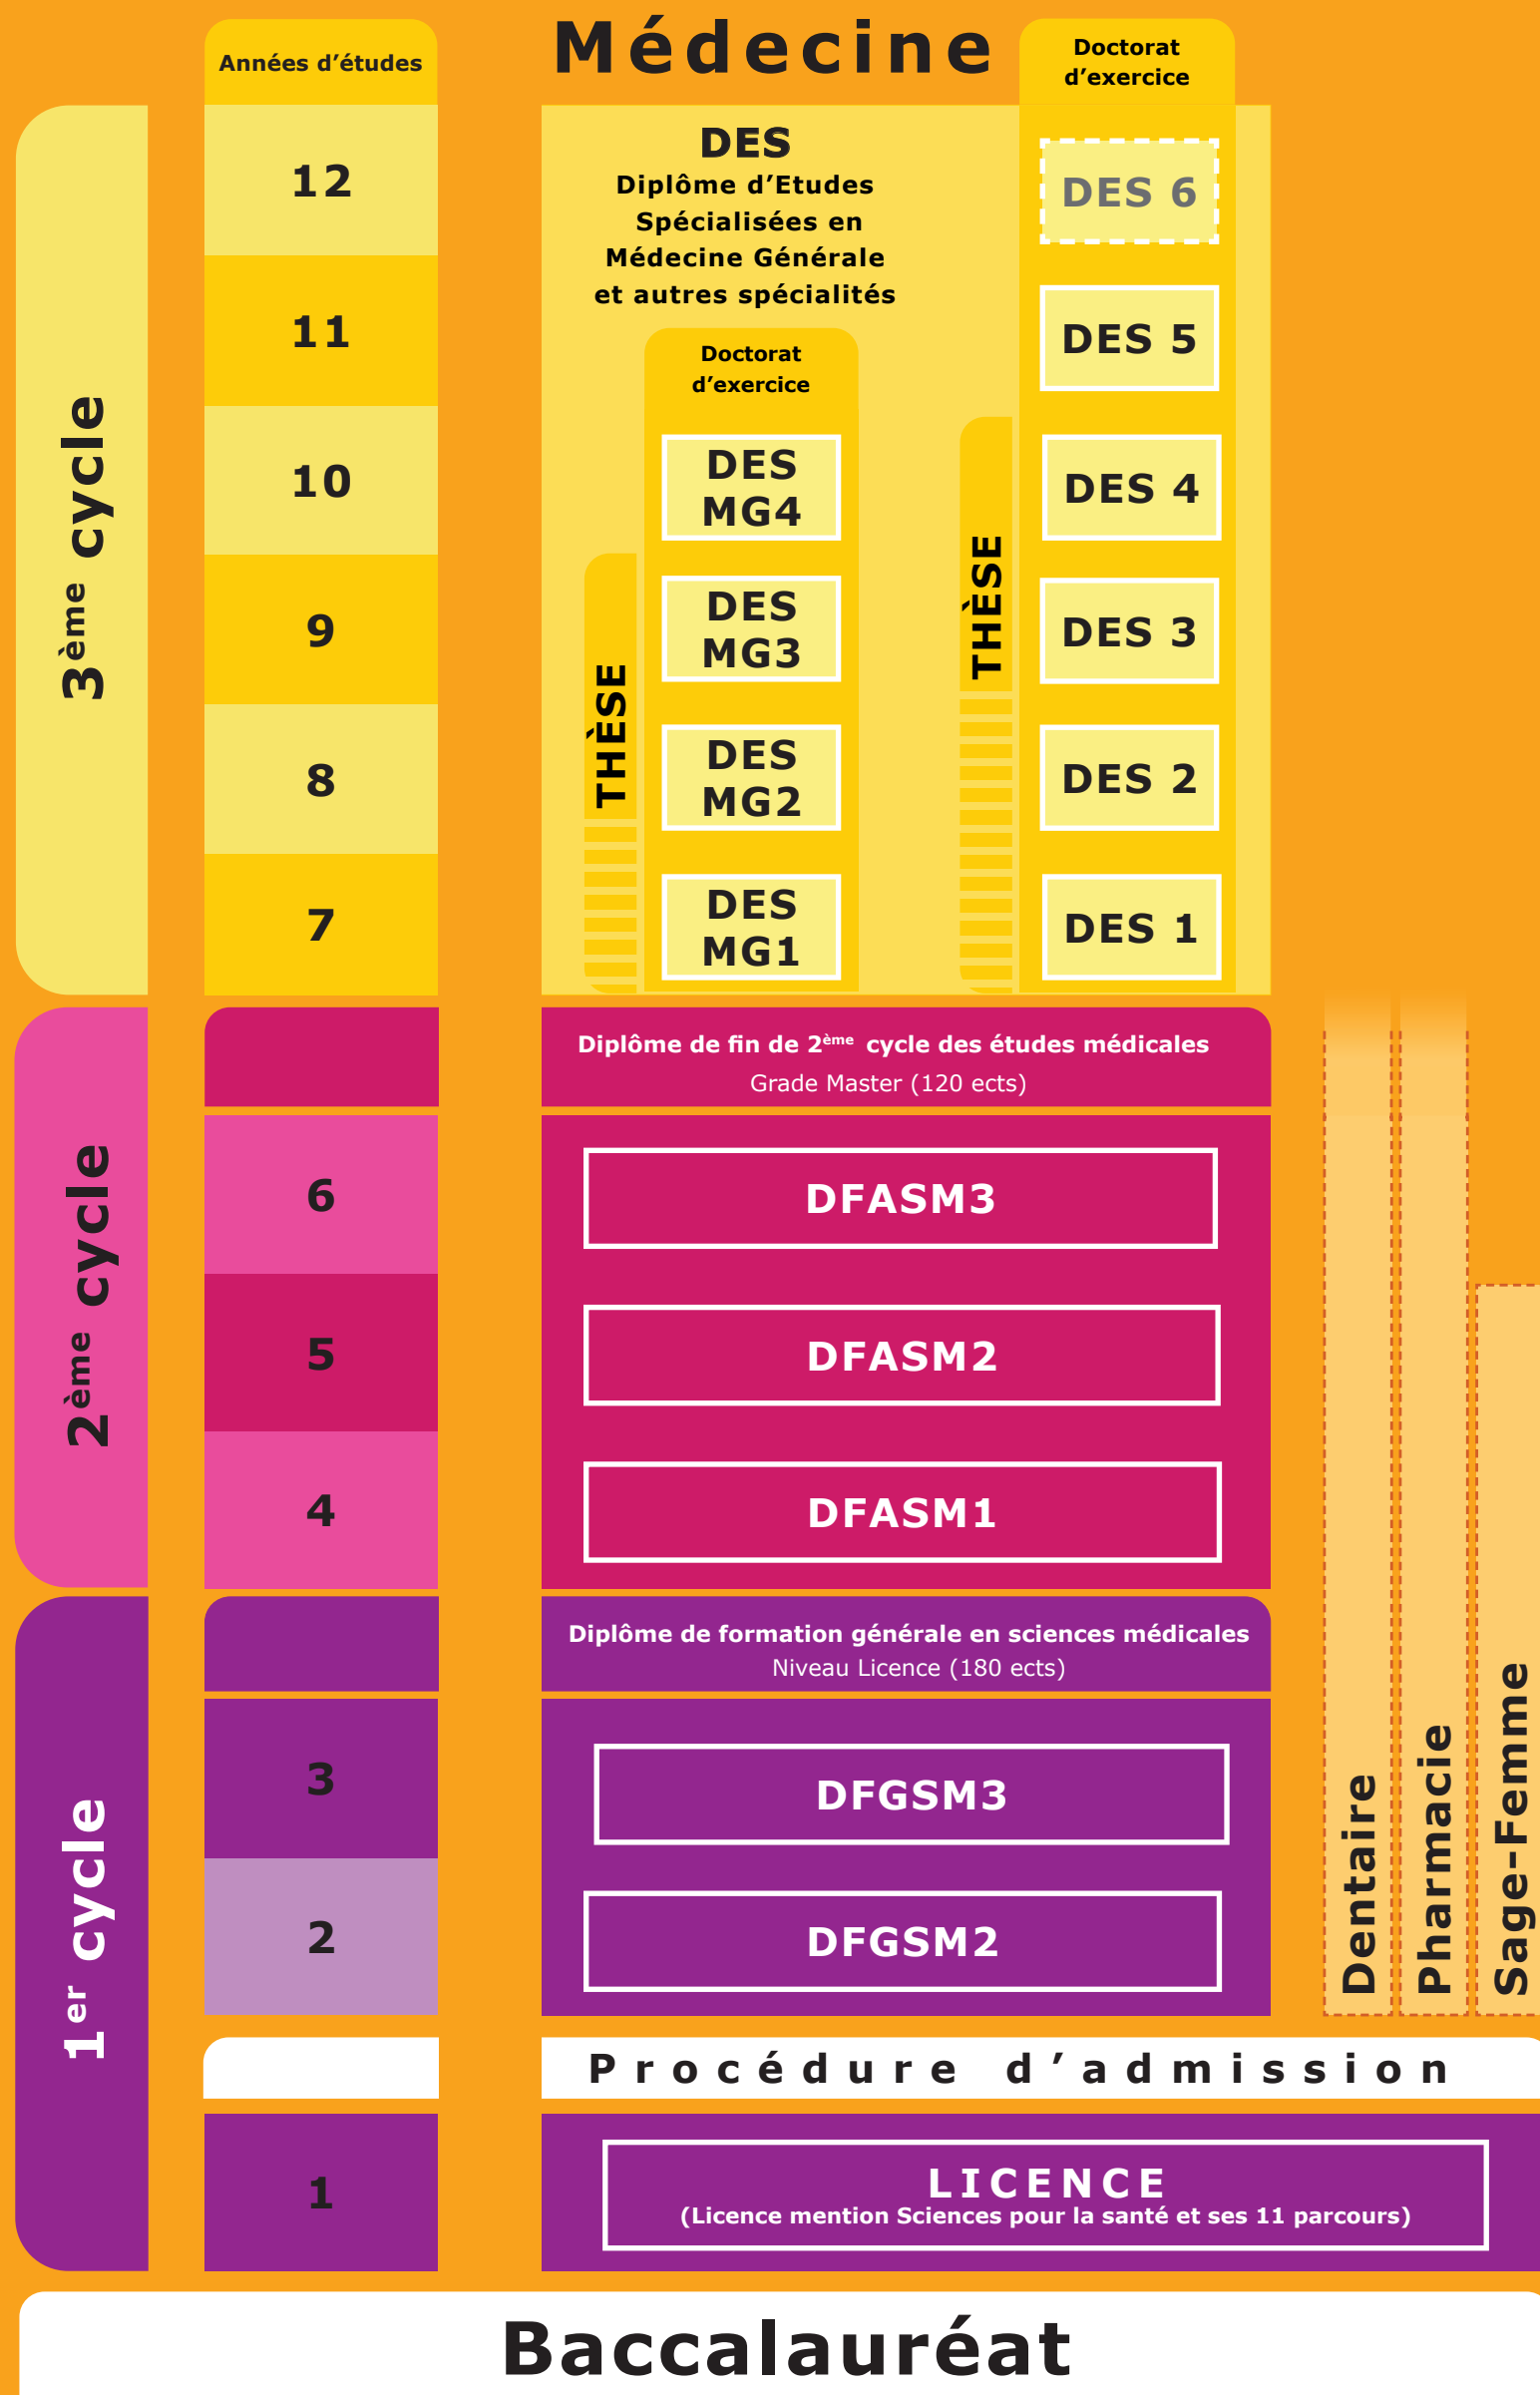 Médecine
Années d’études
Doctorat
d’exercice
3ème cycle
12
11
10
9
8
7
DES
Diplôme d’Etudes
Spécialisées en
Médecine Générale
et autres spécialités
Doctorat
d’exercice
THÈSE
DES
MG4
DES
MG3
DES
MG2
DES
MG1
THÈSE
DES 6
DES 5
DES 4
DES 3
DES 2
DES 1
2ème cycle
Diplôme de fin de 2ème cycle des études médicales
Grade Master (120 ects)
6
DFASM3
5
DFASM2
4
DFASM1
1er cycle
Diplôme de formation générale en sciences médicales
Niveau Licence (180 ects)
3
DFGSM3
2
DFGSM2
Dentaire
Pharmacie
Sage-Femme
Procédure d’admission
1
LICENCE
(Licence mention Sciences pour la santé et ses 11 parcours)
Baccalauréat